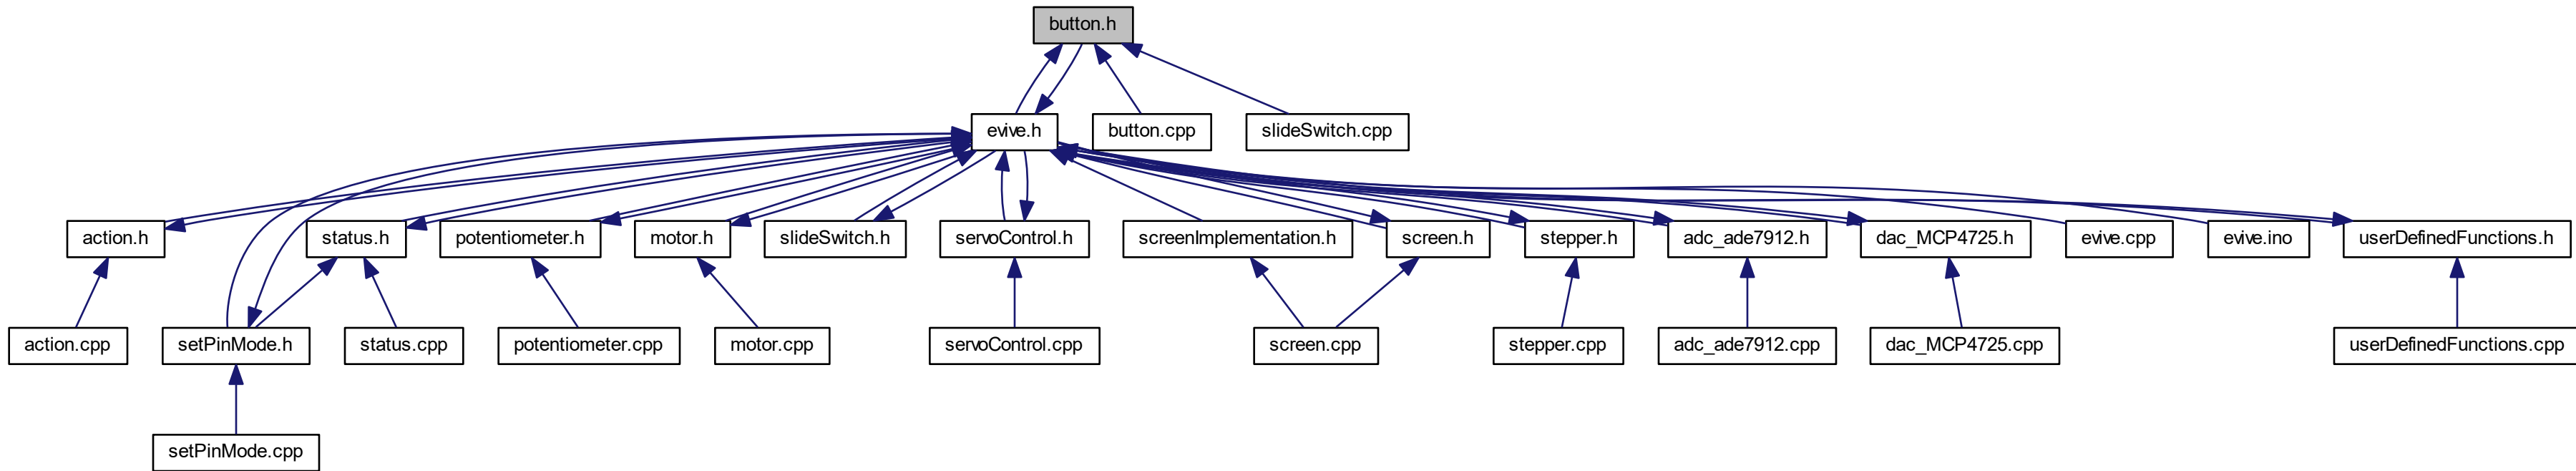 button.h
evive.h
button.cpp
slideSwitch.cpp
action.h
status.h
potentiometer.h
motor.h
slideSwitch.h
servoControl.h
screenImplementation.h
screen.h
stepper.h
adc_ade7912.h
dac_MCP4725.h
evive.cpp
evive.ino
userDefinedFunctions.h
action.cpp
setPinMode.h
status.cpp
potentiometer.cpp
motor.cpp
servoControl.cpp
screen.cpp
stepper.cpp
adc_ade7912.cpp
dac_MCP4725.cpp
userDefinedFunctions.cpp
setPinMode.cpp